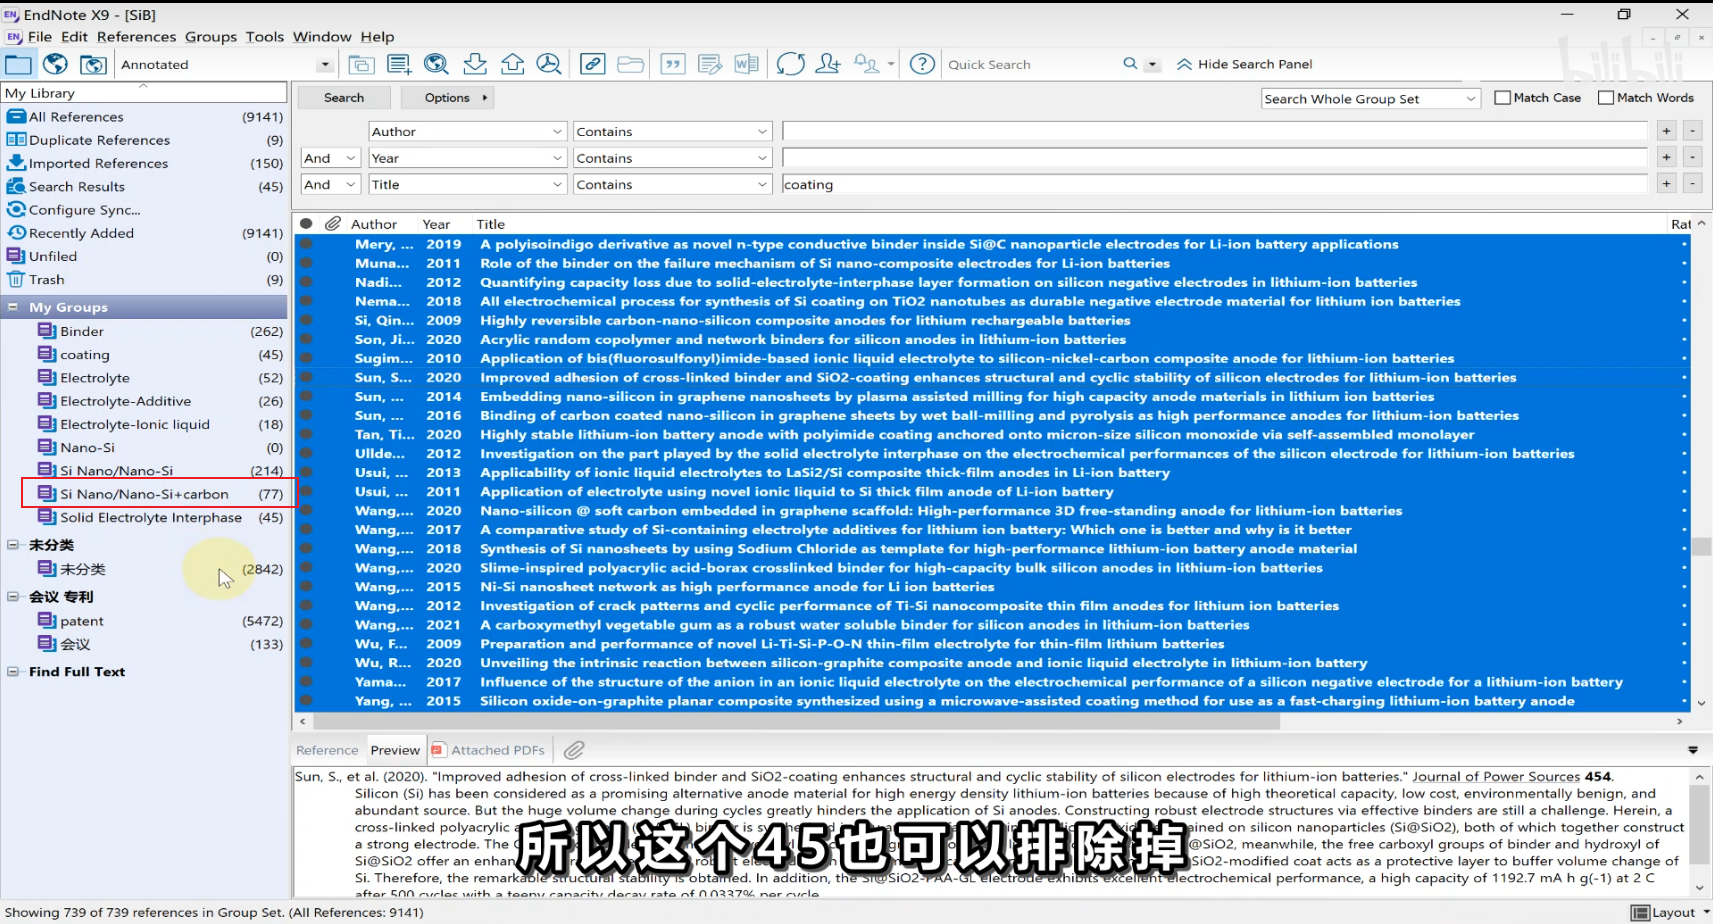 EndNote X9 - [SiB]
File Edit References Groups Tools Window Help
Annotated
Quick Search
Hide Search Panel
My Library
All References (9141)
Duplicate References (9)
Imported References (150)
Search Results (45)
Configure Sync...
Recently Added (9141)
Unfiled (0)
Trash (9)
My Groups
Binder (262)
coating (45)
Electrolyte (52)
Electrolyte-Additive (26)
Electrolyte-Ionic liquid (18)
Nano-Si (0)
Si Nano/Nano-Si (214)
Si Nano/Nano-Si+carbon (77)
Solid Electrolyte Interphase (45)
未分类
未分类 (2842)
会议 专利
patent (5472)
会议 (133)
Find Full Text
Search Options Search Whole Group Set Match Case Match Words
Author Contains + -
And Year Contains + -
And Title Contains coating + -
Author Year Title Rat
Mery, ... 2019 A polyisoindigo derivative as novel n-type conductive binder inside Si@C nanoparticle electrodes for Li-ion battery applications
Muna... 2011 Role of the binder on the failure mechanism of Si nano-composite electrodes for Li-ion batteries
Nadi... 2012 Quantifying capacity loss due to solid-electrolyte-interphase layer formation on silicon negative electrodes in lithium-ion batteries
Nema... 2018 All electrochemical process for synthesis of Si coating on TiO2 nanotubes as durable negative electrode material for lithium ion batteries
Si, Qin... 2009 Highly reversible carbon-nano-silicon composite anodes for lithium rechargeable batteries
Son, Ji... 2020 Acrylic random copolymer and network binders for silicon anodes in lithium-ion batteries
Sugim... 2010 Application of bis(fluorosulfonyl)imide-based ionic liquid electrolyte to silicon-nickel-carbon composite anode for lithium-ion batteries
Sun, S... 2020 Improved adhesion of cross-linked binder and SiO2-coating enhances structural and cyclic stability of silicon electrodes for lithium-ion batteries
Sun, ... 2014 Embedding nano-silicon in graphene nanosheets by plasma assisted milling for high capacity anode materials in lithium ion batteries
Sun, ... 2016 Binding of carbon coated nano-silicon in graphene sheets by wet ball-milling and pyrolysis as high performance anodes for lithium-ion batteries
Tan, Ti... 2020 Highly stable lithium-ion battery anode with polyimide coating anchored onto micron-size silicon monoxide via self-assembled monolayer
Ullde... 2012 Investigation on the part played by the solid electrolyte interphase on the electrochemical performances of the silicon electrode for lithium-ion batteries
Usui, ... 2013 Applicability of ionic liquid electrolytes to LaSi2/Si composite thick-film anodes in Li-ion battery
Usui, ... 2011 Application of electrolyte using novel ionic liquid to Si thick film anode of Li-ion battery
Wang,... 2020 Nano-silicon @ soft carbon embedded in graphene scaffold: High-performance 3D free-standing anode for lithium-ion batteries
Wang,... 2017 A comparative study of Si-containing electrolyte additives for lithium ion battery: Which one is better and why is it better
Wang,... 2018 Synthesis of Si nanosheets by using Sodium Chloride as template for high-performance lithium-ion battery anode material
Wang,... 2020 Slime-inspired polyacrylic acid-borax crosslinked binder for high-capacity bulk silicon anodes in lithium-ion batteries
Wang,... 2015 Ni-Si nanosheet network as high performance anode for Li ion batteries
Wang,... 2012 Investigation of crack patterns and cyclic performance of Ti-Si nanocomposite thin film anodes for lithium ion batteries
Wang,... 2021 A carboxymethyl vegetable gum as a robust water soluble binder for silicon anodes in lithium-ion batteries
Wu, F... 2009 Preparation and performance of novel Li-Ti-Si-P-O-N thin-film electrolyte for thin-film lithium batteries
Wu, R... 2020 Unveiling the intrinsic reaction between silicon-graphite composite anode and ionic liquid electrolyte in lithium-ion battery
Yama... 2017 Influence of the structure of the anion in an ionic liquid electrolyte on the electrochemical performance of a silicon negative electrode for a lithium-ion battery
Yang, ... 2015 Silicon oxide-on-graphite planar composite synthesized using a microwave-assisted coating method for use as a fast-charging lithium-ion battery anode
Reference Preview Attached PDFs
Sun, S., et al. (2020). "Improved adhesion of cross-linked binder and SiO2-coating enhances structural and cyclic stability of silicon electrodes for lithium-ion batteries." Journal of Power Sources 454.
Silicon (Si) has been considered as a promising alternative anode material for high energy density lithium-ion batteries because of high theoretical capacity, low cost, environmentally benign, and
abundant source. But the huge volume change during cycles greatly hinders the application of Si anodes. Constructing robust electrode structures via effective binders are still a challenge. Herein, a
cross-linked polyacrylic ained on silicon nanoparticles (Si@SiO2), both of which together construct
a strong electrode. The SiO2, meanwhile, the free carboxyl groups of binder and hydroxyl of
Si@SiO2 offer an enhan SiO2-modified coat acts as a protective layer to buffer volume change of
Si. Therefore, the remarkable structural stability is obtained. In addition, the Si@SiO2-PAA-GL electrode exhibits excellent electrochemical performance, a high capacity of 1192.7 mA h g(-1) at 2 C
after 500 cycles with a teeny capacity decay rate of 0.0337% per cycle.
所以这个45也可以排除掉
Showing 739 of 739 references in Group Set. (All References: 9141)
Layout
bilibili